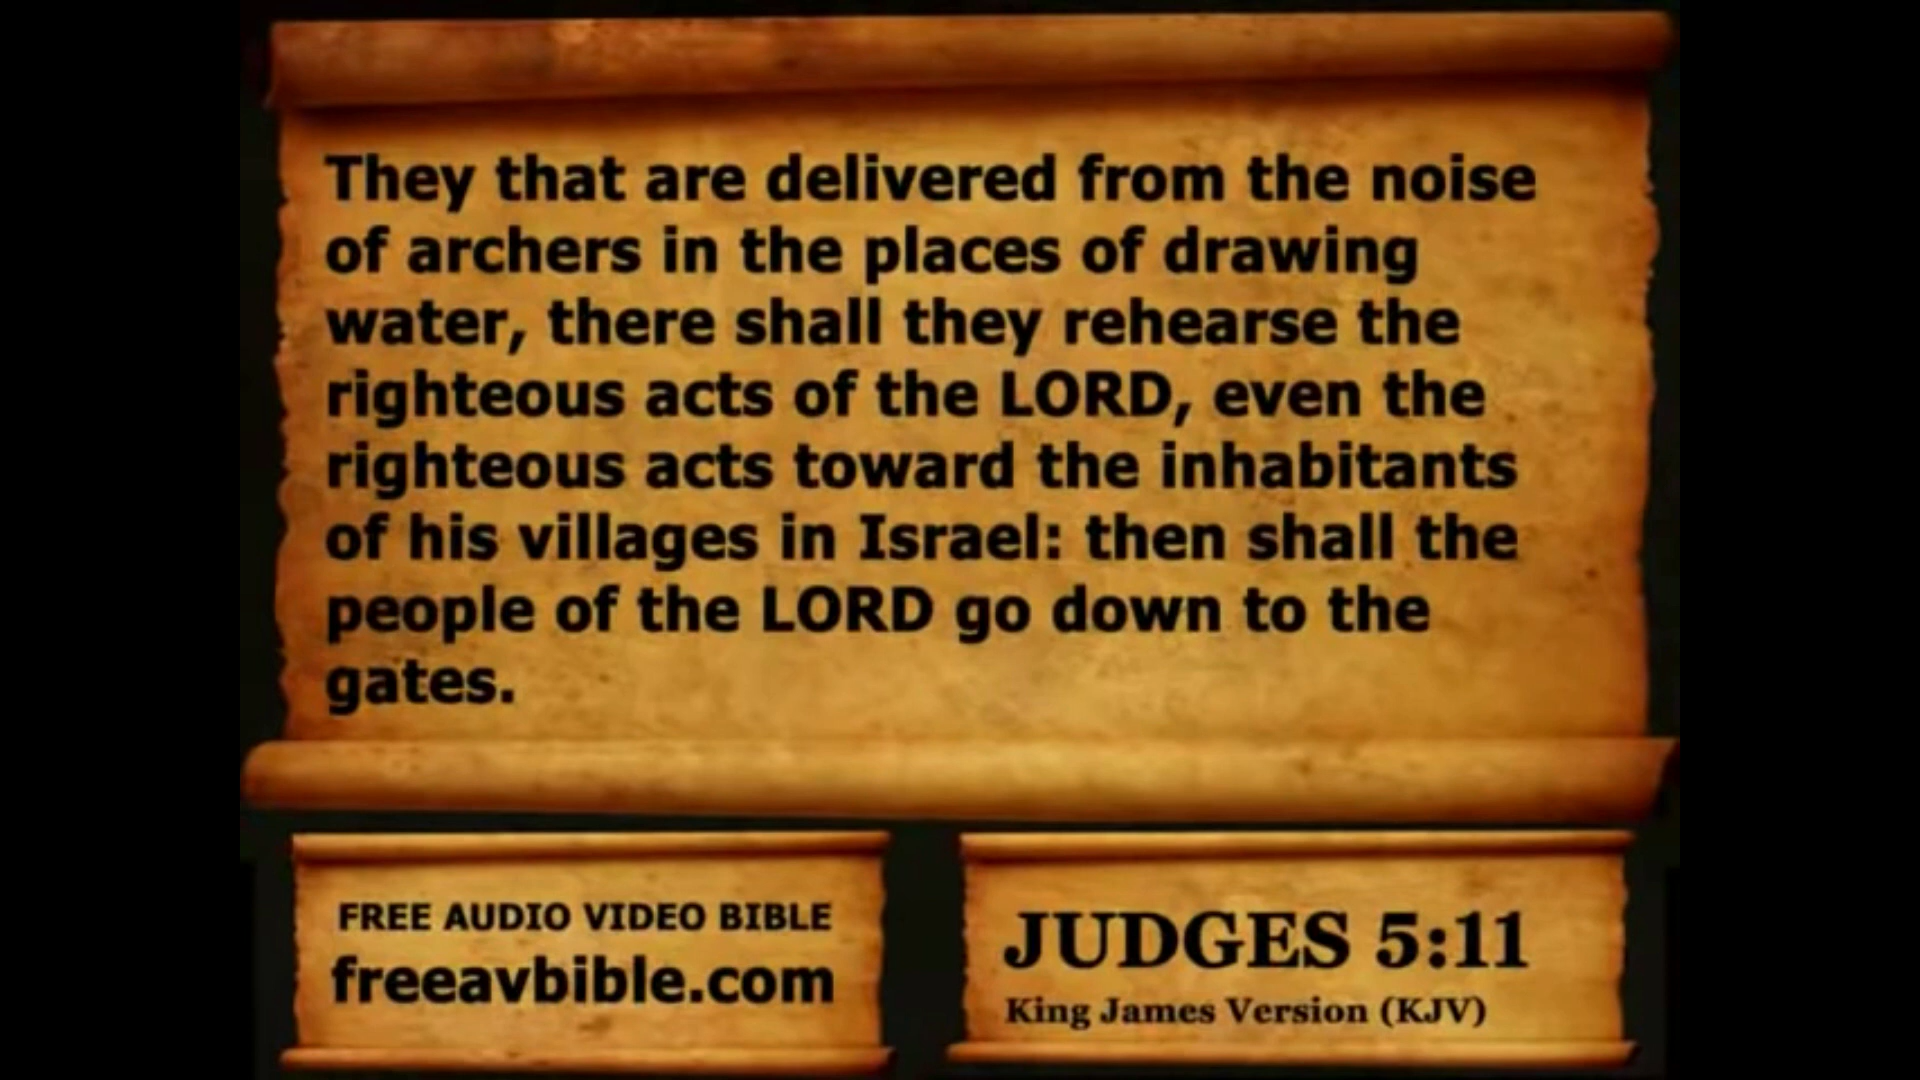 They that are delivered from the noise
of archers in the places of drawing
water, there shall they rehearse the
righteous acts of the LORD, even the
righteous acts toward the inhabitants
of his villages in Israel: then shall the
people of the LORD go down to the
gates.
FREE AUDIO VIDEO BIBLE
freeavbible.com
JUDGES 5:11
King James Version (KJV)